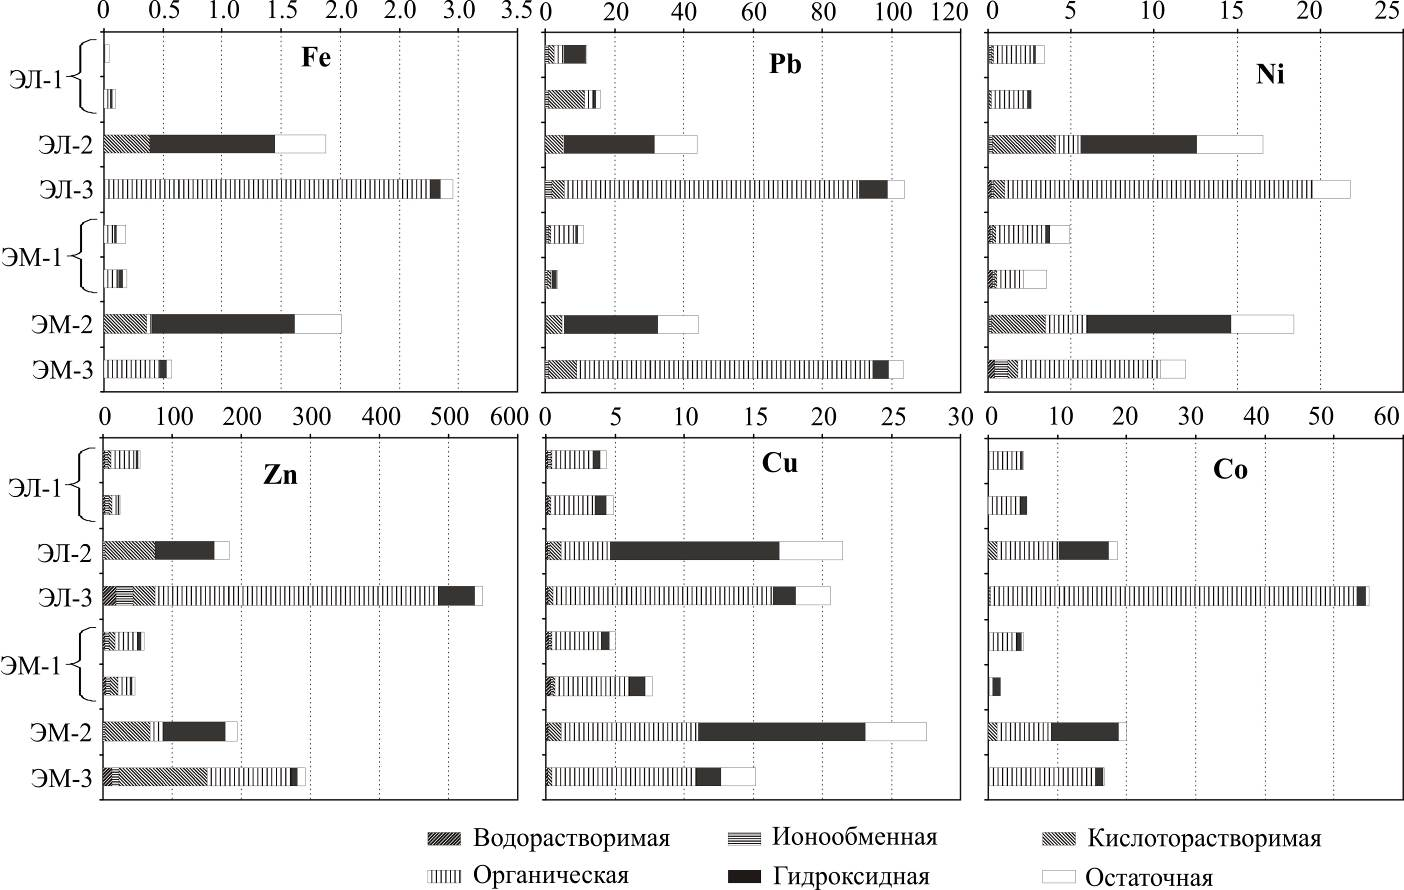 0 0.5 1.0 1.5 2.0 2.0 3.0 3.5
0 20 40 60 80 100 120
0 5 10 15 20 25
Fe
Pb
Ni
ЭЛ-1
ЭЛ-2
ЭЛ-3
ЭМ-1
ЭМ-2
ЭМ-3
0 100 200 300 400 500 600
0 5 10 15 20 25 30
0 10 20 30 40 50 60
Zn
Cu
Co
ЭЛ-1
ЭЛ-2
ЭЛ-3
ЭМ-1
ЭМ-2
ЭМ-3
Водорастворимая Ионообменная Кислоторастворимая
Органическая Гидроксидная Остаточная